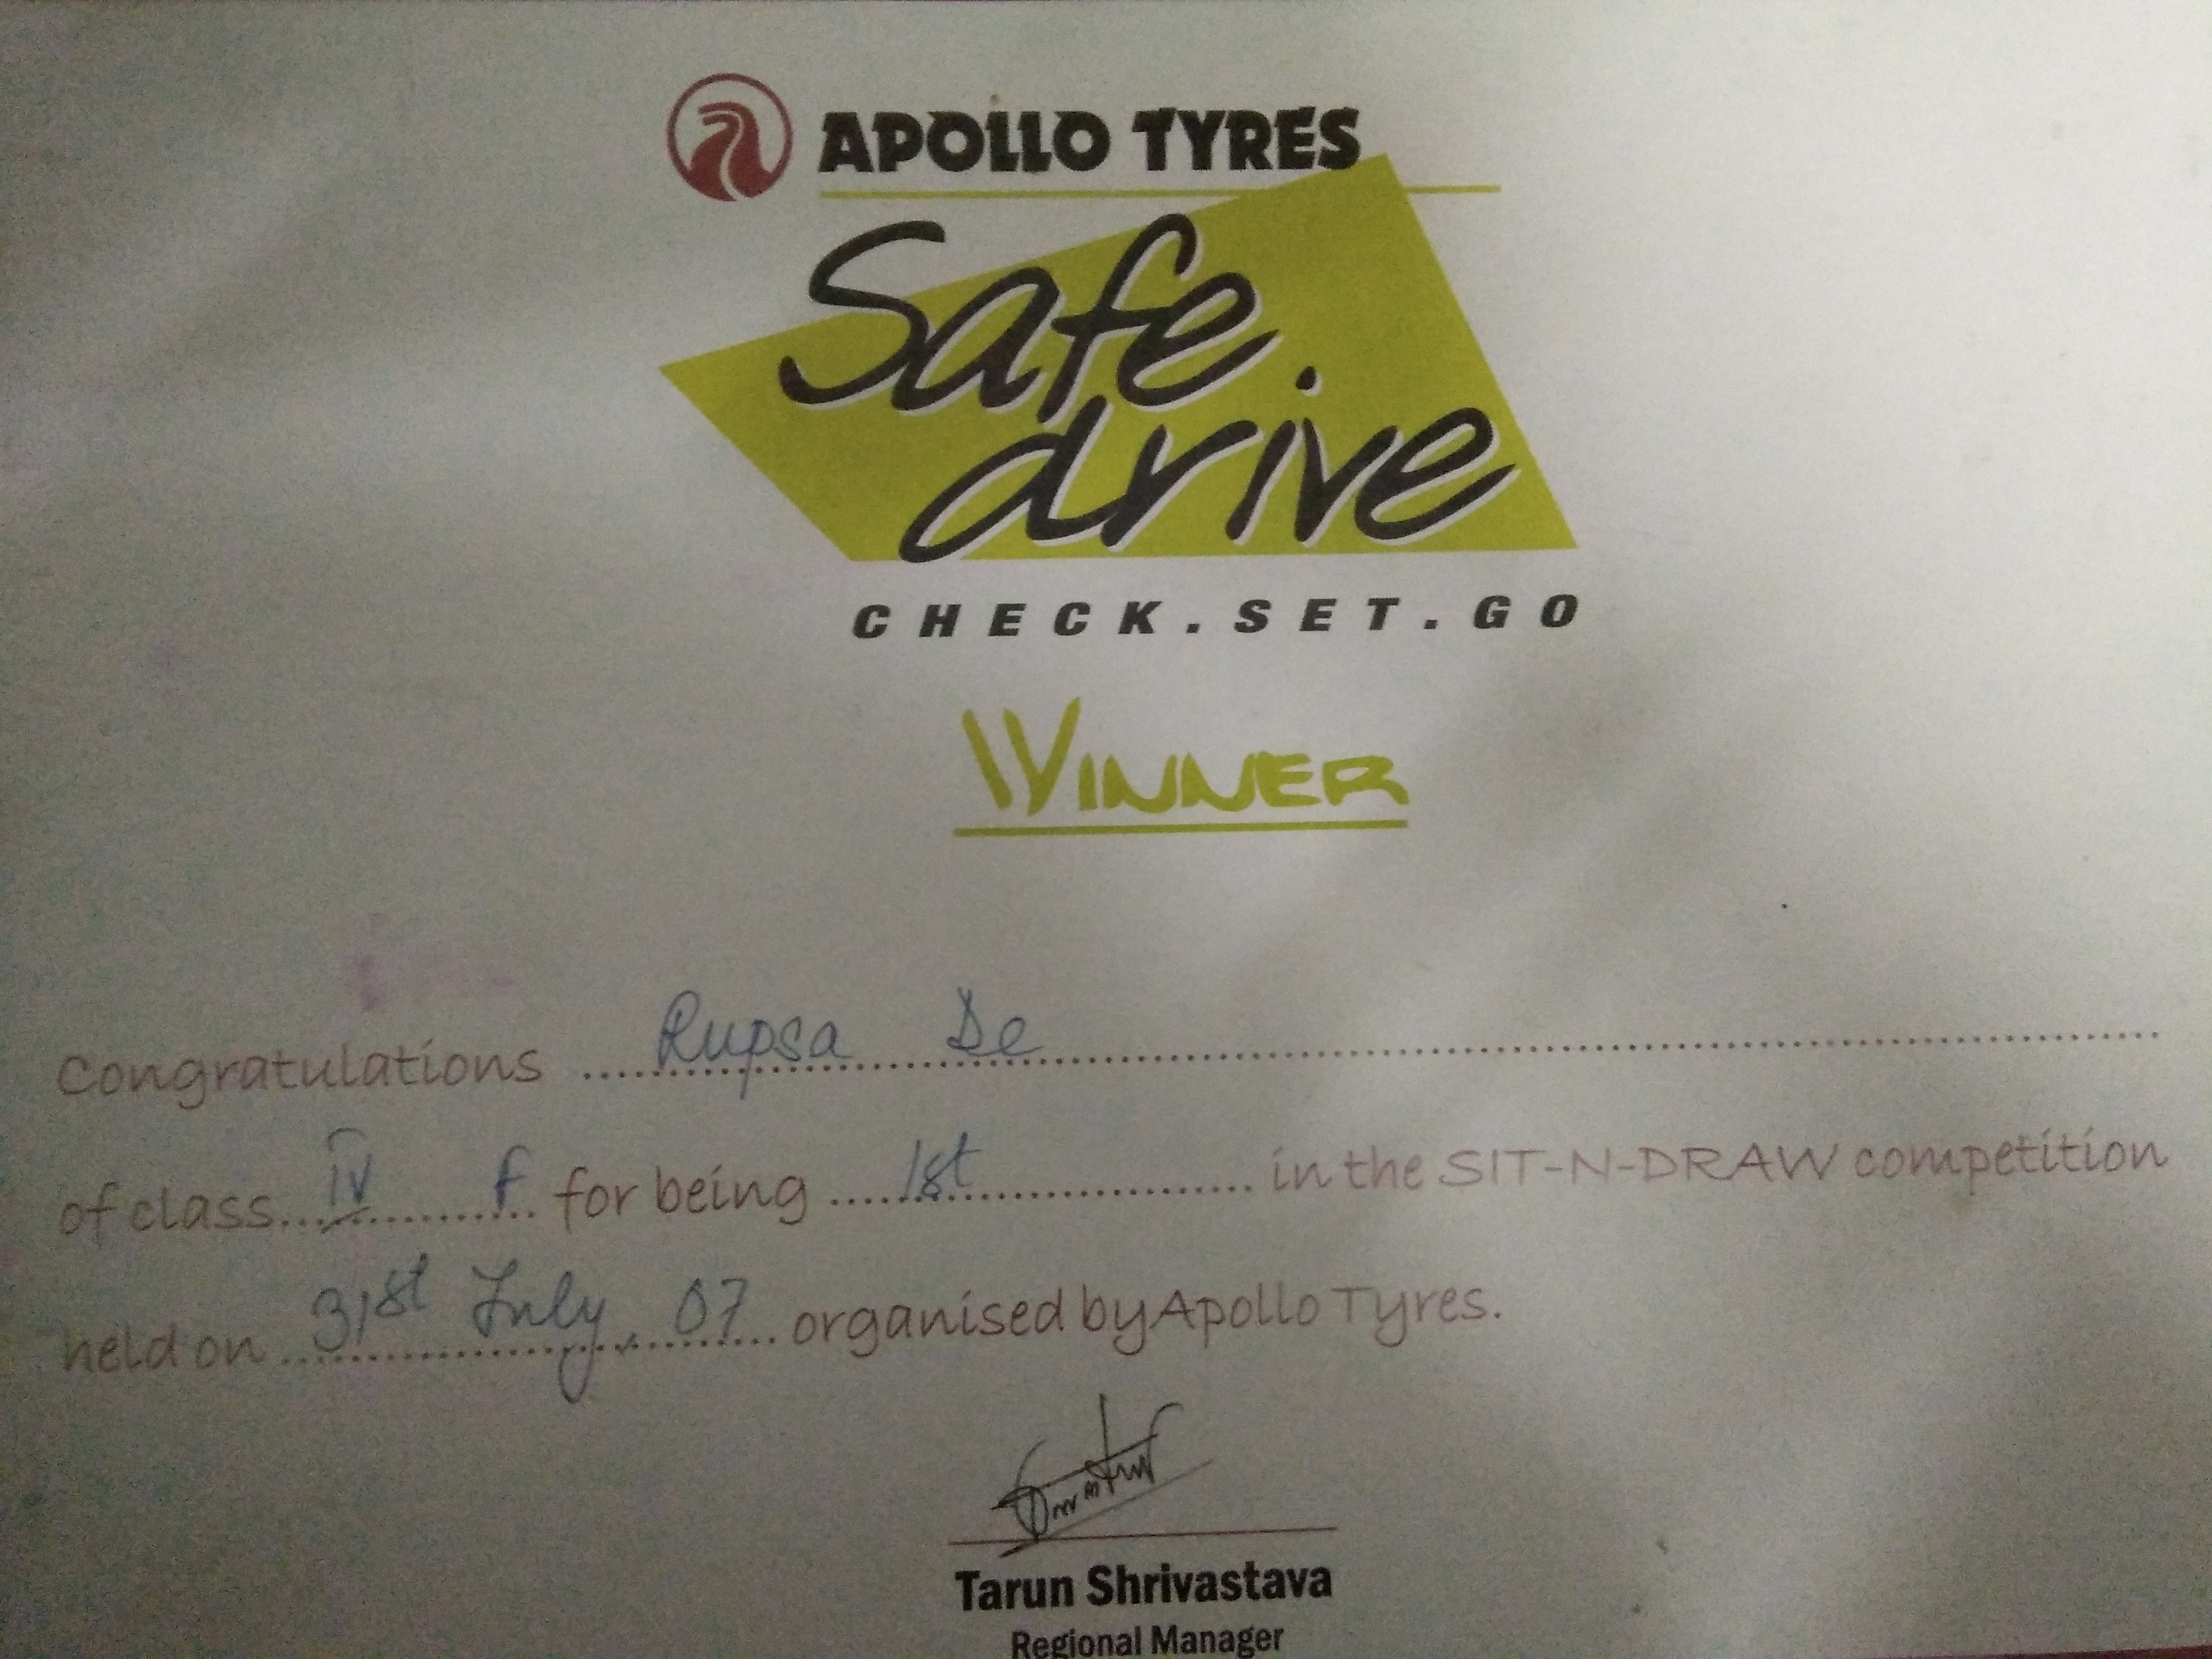 APOLLO TYRES
Safe
drive
CHECK.SET.GO
WINNER
Congratulations ..... Rupsa De .....
of class.... IV F .... for being .... 1st .... in the SIT-N-DRAW competition
held on .... 31st July, 07 .... organised by Apollo Tyres.
Tarun Shrivastava
Regional Manager